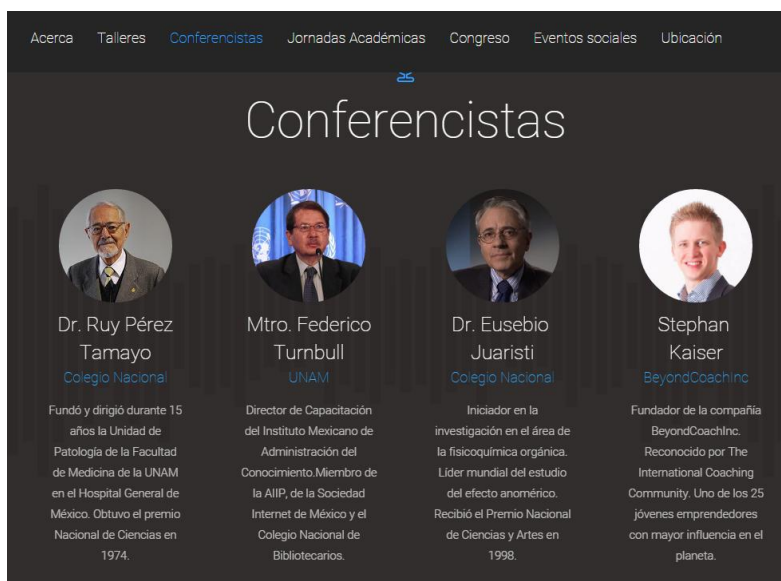 Acerca Talleres Conferencistas Jornadas Académicas Congreso Eventos sociales Ubicación
Conferencistas
Dr. Ruy Pérez
Tamayo
Colegio Nacional
Fundó y dirigió durante 15
años la Unidad de
Patología de la Facultad
de Medicina de la UNAM
en el Hospital General de
México. Obtuvo el premio
Nacional de Ciencias en
1974.
Mtro. Federico
Turnbull
UNAM
Director de Capacitación
del Instituto Mexicano de
Administración del
Conocimiento.Miembro de
la AIIP, de la Sociedad
Internet de México y el
Colegio Nacional de
Bibliotecarios.
Dr. Eusebio
Juaristi
Colegio Nacional
Iniciador en la
investigación en el área de
la fisicoquímica orgánica.
Líder mundial del estudio
del efecto anomérico.
Recibió el Premio Nacional
de Ciencias y Artes en
1998.
Stephan
Kaiser
BeyondCoachInc
Fundador de la compañía
BeyondCoachInc.
Reconocido por The
International Coaching
Community. Uno de los 25
jóvenes emprendedores
con mayor influencia en el
planeta.